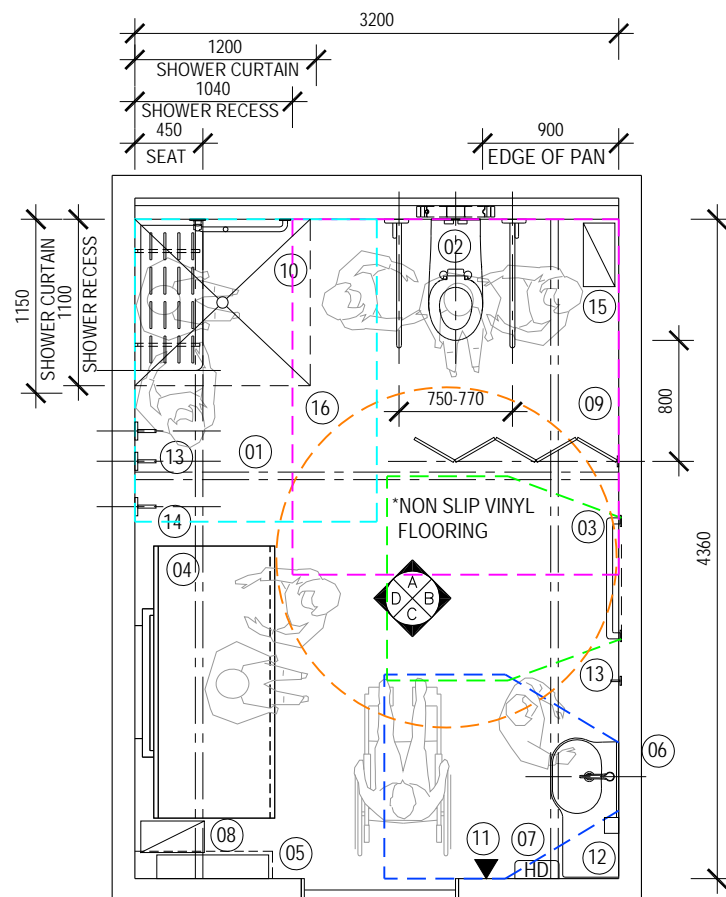 3200
1200
SHOWER CURTAIN
1040
SHOWER RECESS
450
SEAT
900
EDGE OF PAN
1150
SHOWER CURTAIN
1100
SHOWER RECESS
02
10
15
16
750-770
09
800
01
13
14
*NON SLIP VINYL
FLOORING
03
04
A
D B
C
4360
13
06
08
05
11
07
HD
12